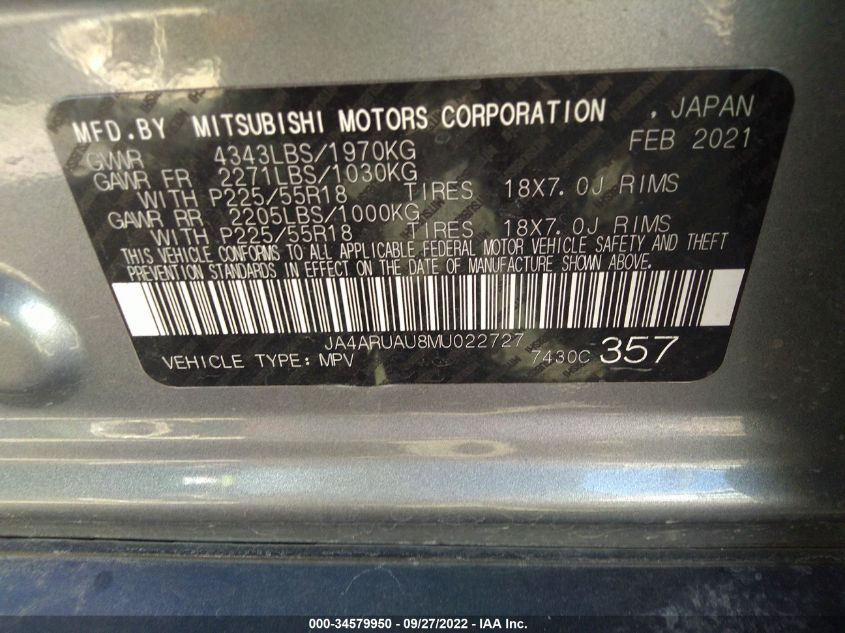 MFD.BY MITSUBISHI MOTORS CORPORATION , JAPAN
FEB 2021
GVWR 4343LBS/1970KG
GAWR FR 2271LBS/1030KG
WITH P225/55R18 TIRES 18X7.0J RIMS
GAWR RR 2205LBS/1000KG
WITH P225/55R18 TIRES 18X7.0J RIMS
THIS VEHICLE CONFORMS TO ALL APPLICABLE FEDERAL MOTOR VEHICLE SAFETY AND THEFT
PREVENTION STANDARDS IN EFFECT ON THE DATE OF MANUFACTURE SHOWN ABOVE.
JA4ARUAU8MU022727
VEHICLE TYPE: MPV 7430C 357
000-34579950 - 09/27/2022 - IAA Inc.